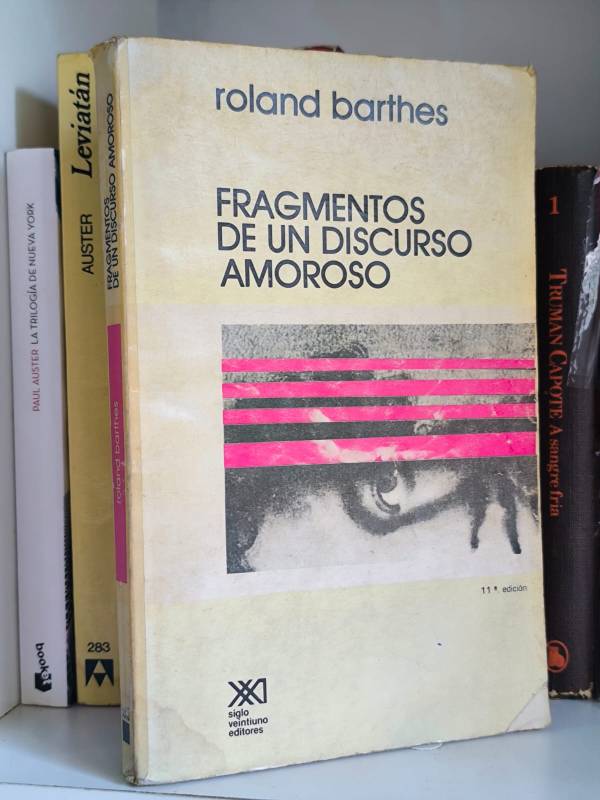 roland barthes
FRAGMENTOS
DE UN DISCURSO
AMOROSO
11ª edición
siglo
veintiuno
editores
FRAGMENTOS
DE UN DISCURSO AMOROSO
roland barthes
AUSTER Leviatán
283
PAUL AUSTER LA TRILOGÍA DE NUEVA YORK
booket
1
TRUMAN CAPOTE A sangre fría